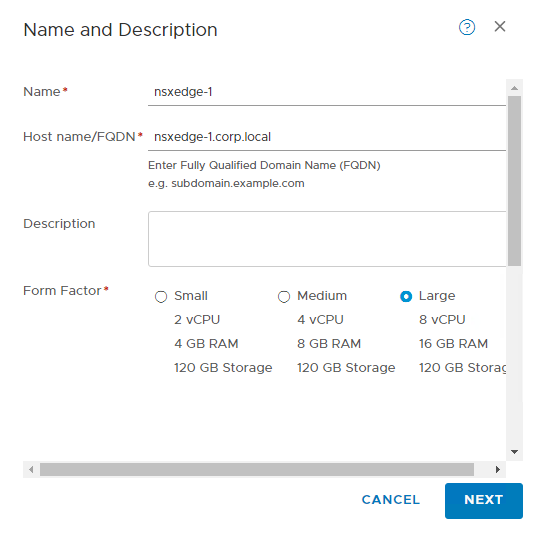 Name and Description
?
Name*
nsxedge-1
Host name/FQDN*
nsxedge-1.corp.local
Enter Fully Qualified Domain Name (FQDN)
e.g. subdomain.example.com
Description
Form Factor*
Small Medium Large
2 vCPU 4 vCPU 8 vCPU
4 GB RAM 8 GB RAM 16 GB RAM
120 GB Storage 120 GB Storage 120 GB Storag
CANCEL NEXT